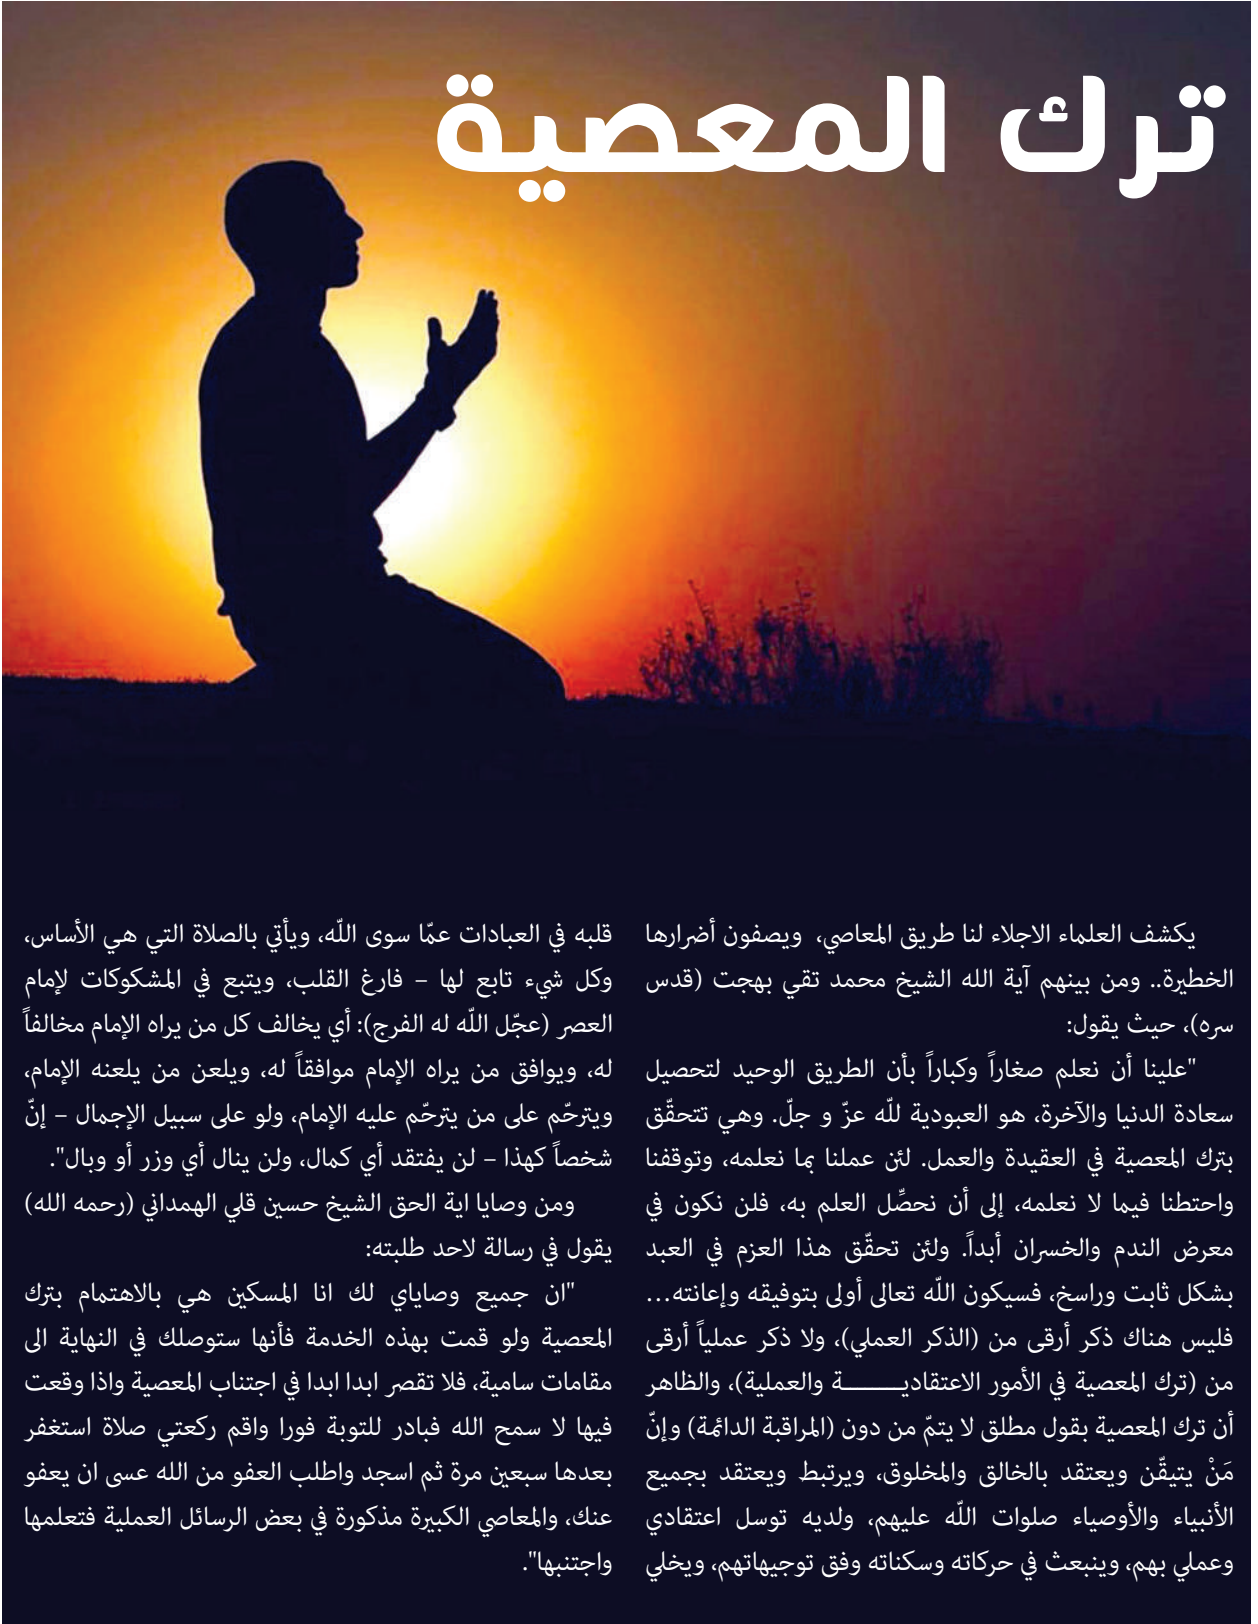 ترك المعصية
يكشف العلماء الاجلاء لنا طريق المعاصي، ويصفون أضرارها
الخطيرة.. ومن بينهم آية الله الشيخ محمد تقي بهجت (قدس
سره)، حيث يقول:
"علينا أن نعلم صغاراً وكباراً بأن الطريق الوحيد لتحصيل
سعادة الدنيا والآخرة، هو العبودية للّه عزّ و جلّ. وهي تتحقّق
بترك المعصية في العقيدة والعمل. لئن عملنا بما نعلمه، وتوقفنا
واحتطنا فيما لا نعلمه، إلى أن نحصِّل العلم به، فلن نكون في
معرض الندم والخسران أبداً. ولئن تحقّق هذا العزم في العبد
بشكل ثابت وراسخ، فسيكون اللّه تعالى أولى بتوفيقه وإعانته...
فليس هناك ذكر أرقى من (الذكر العملي)، ولا ذكر عملياً أرقى
من (ترك المعصية في الأمور الاعتقاديـــــــة والعملية)، والظاهر
أن ترك المعصية بقول مطلق لا يتمّ من دون (المراقبة الدائمة) وإنّ
مَنْ يتيقّن ويعتقد بالخالق والمخلوق، ويرتبط ويعتقد بجميع
الأنبياء والأوصياء صلوات اللّه عليهم، ولديه توسل اعتقادي
وعملي بهم، وينبعث في حركاته وسكناته وفق توجيهاتهم، ويخلي
قلبه في العبادات عمّا سوى اللّه، ويأتي بالصلاة التي هي الأساس،
وكل شيء تابع لها – فارغ القلب، ويتبع في المشكوكات لإمام
العصر (عجّل اللّه له الفرج): أي يخالف كل من يراه الإمام مخالفاً
له، ويوافق من يراه الإمام موافقاً له، ويلعن من يلعنه الإمام،
ويترحّم على من يترحّم عليه الإمام، ولو على سبيل الإجمال – إنّ
شخصاً كهذا – لن يفتقد أي كمال، ولن ينال أي وزر أو وبال".
ومن وصايا اية الحق الشيخ حسين قلي الهمداني (رحمه الله)
يقول في رسالة لاحد طلبته:
"ان جميع وصاياي لك انا المسكين هي بالاهتمام بترك
المعصية ولو قمت بهذه الخدمة فأنها ستوصلك في النهاية الى
مقامات سامية، فلا تقصر ابدا ابدا في اجتناب المعصية واذا وقعت
فيها لا سمح الله فبادر للتوبة فورا واقم ركعتي صلاة استغفر
بعدها سبعين مرة ثم اسجد واطلب العفو من الله عسى ان يعفو
عنك، والمعاصي الكبيرة مذكورة في بعض الرسائل العملية فتعلمها
واجتنبها".